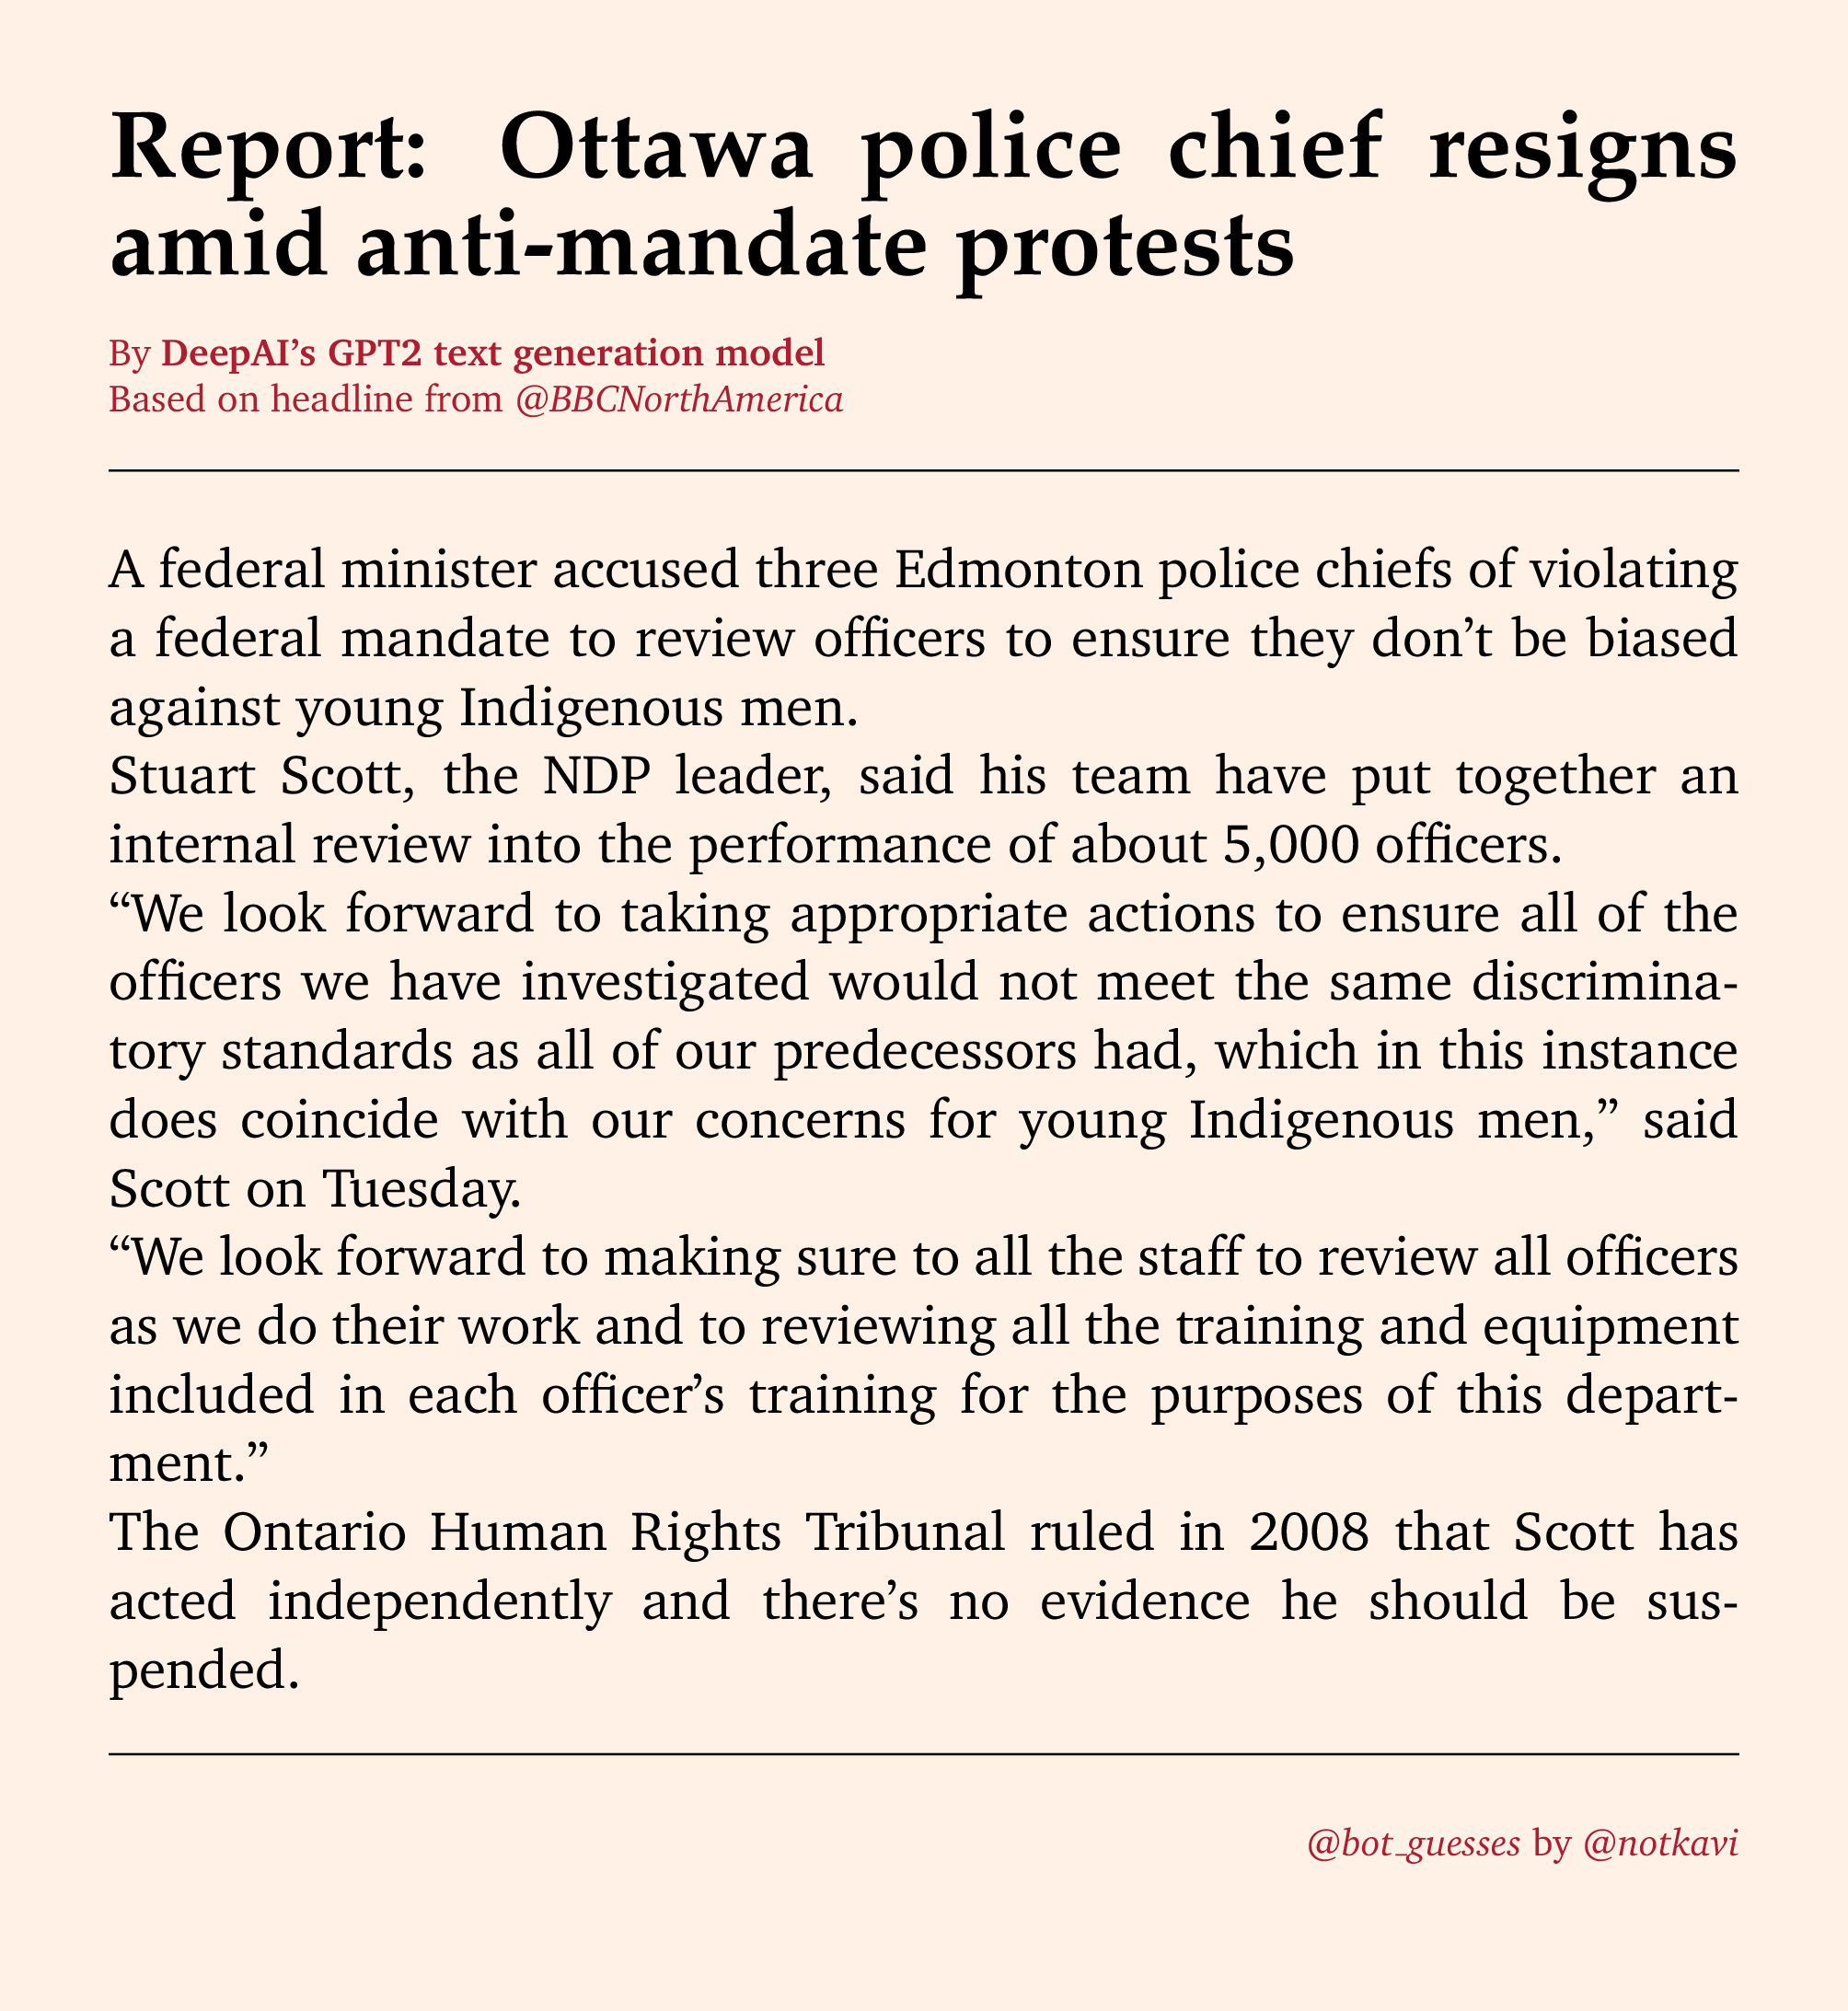 Report: Ottawa police chief resigns
amid anti-mandate protests
By DeepAI’s GPT2 text generation model
Based on headline from @BBCNorthAmerica
A federal minister accused three Edmonton police chiefs of violating
a federal mandate to review officers to ensure they don’t be biased
against young Indigenous men.
Stuart Scott, the NDP leader, said his team have put together an
internal review into the performance of about 5,000 officers.
“We look forward to taking appropriate actions to ensure all of the
officers we have investigated would not meet the same discrimina-
tory standards as all of our predecessors had, which in this instance
does coincide with our concerns for young Indigenous men,” said
Scott on Tuesday.
“We look forward to making sure to all the staff to review all officers
as we do their work and to reviewing all the training and equipment
included in each officer’s training for the purposes of this depart-
ment.”
The Ontario Human Rights Tribunal ruled in 2008 that Scott has
acted independently and there’s no evidence he should be sus-
pended.
@bot_guesses by @notkavi